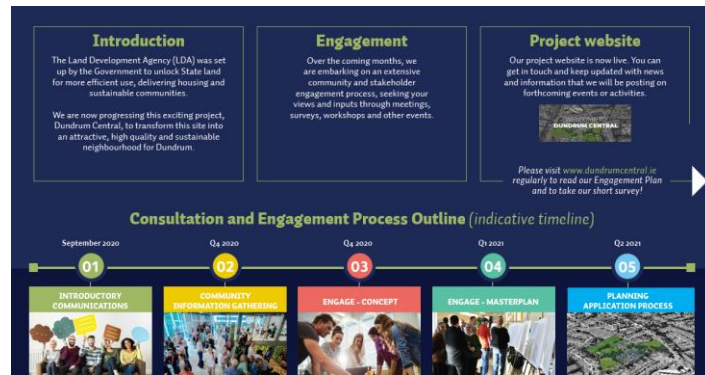 Introduction
The Land Development Agency (LDA) was set
up by the Government to unlock State land
for more efficient use, delivering housing and
sustainable communities.
We are now progressing this exciting project,
Dundrum Central, to transform this site into
an attractive, high quality and sustainable
neighbourhood for Dundrum.
Engagement
Over the coming months, we
are embarking on an extensive
community and stakeholder
engagement process, seeking your
views and inputs through meetings,
surveys, workshops and other events.
Project website
Our project website is now live. You can
get in touch and keep updated with news
and information that we will be posting on
forthcoming events or activities.
DUNDRUM CENTRAL
Please visit www.dundrumcentral.ie
regularly to read our Engagement Plan
and to take our short survey!
Consultation and Engagement Process Outline (indicative timeline)
September 2020
Q4 2020
Q4 2020
Q1 2021
Q2 2021
01
02
03
04
05
INTRODUCTORY
COMMUNICATIONS
COMMUNITY
INFORMATION GATHERING
ENGAGE - CONCEPT
ENGAGE - MASTERPLAN
PLANNING
APPLICATION PROCESS